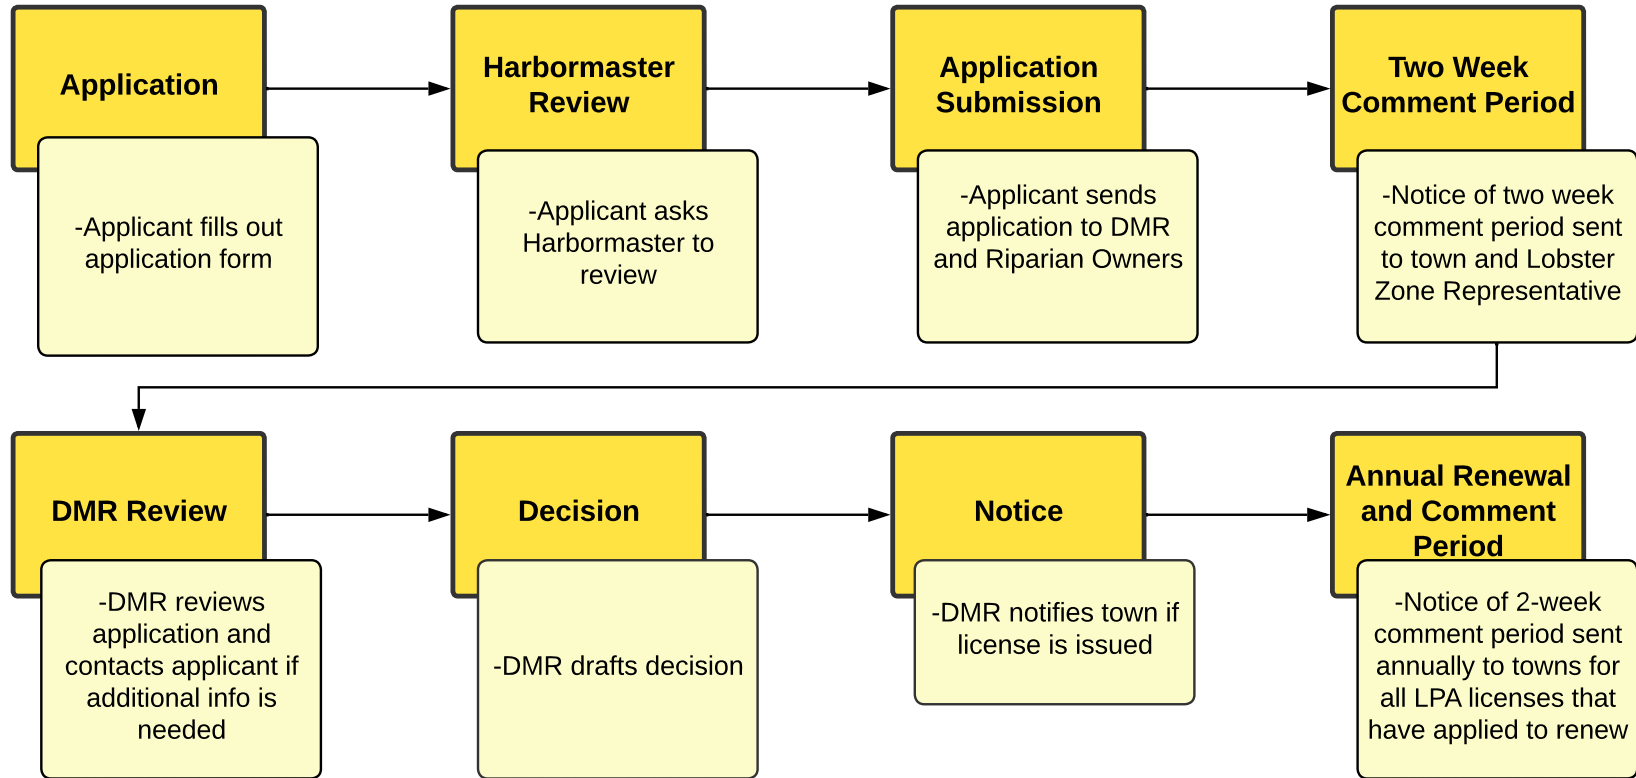 Application
-Applicant fills out
application form
Harbormaster
Review
-Applicant asks
Harbormaster to
review
Application
Submission
-Applicant sends
application to DMR
and Riparian Owners
Two Week
Comment Period
-Notice of two week
comment period sent
to town and Lobster
Zone Representative
DMR Review
-DMR reviews
application and
contacts applicant if
additional info is
needed
Decision
-DMR drafts decision
Notice
-DMR notifies town if
license is issued
Annual Renewal
and Comment
Period
-Notice of 2-week
comment period sent
annually to towns for
all LPA licenses that
have applied to renew